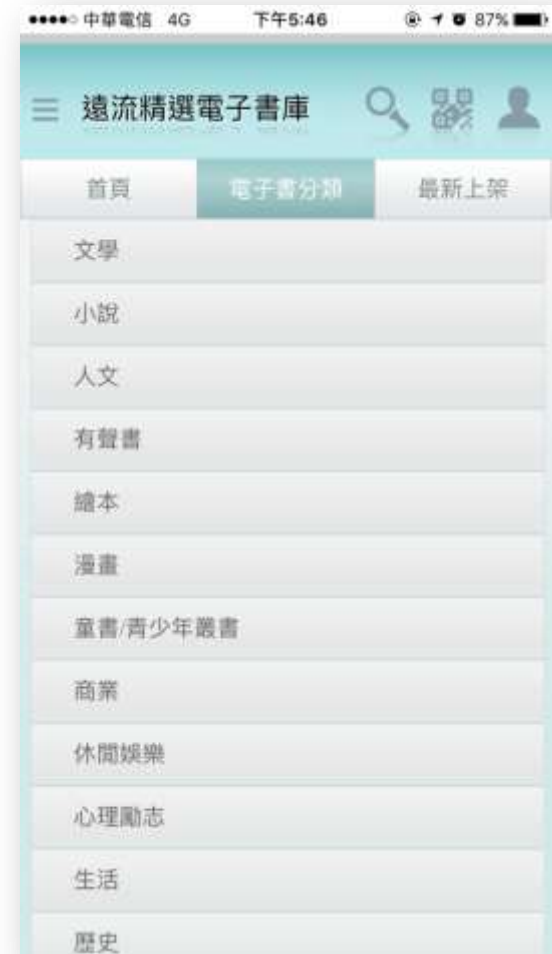 中華電信 4G 下午5:46 87%
遠流精選電子書庫
首頁 電子書分類 最新上架
文學
小說
人文
有聲書
繪本
漫畫
童書/青少年叢書
商業
休閒娛樂
心理勵志
生活
歷史